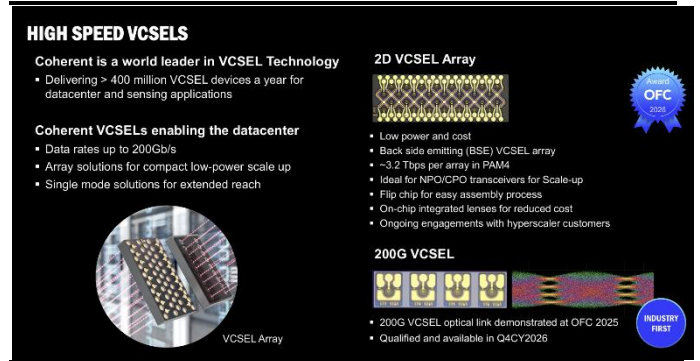 HIGH SPEED VCSELS
Coherent is a world leader in VCSEL Technology
▪ Delivering > 400 million VCSEL devices a year for
datacenter and sensing applications
Coherent VCSELs enabling the datacenter
▪ Data rates up to 200Gb/s
▪ Array solutions for compact low-power scale up
▪ Single mode solutions for extended reach
VCSEL Array
2D VCSEL Array
Award
OFC
2026
▪ Low power and cost
▪ Back side emitting (BSE) VCSEL array
▪ ~3.2 Tbps per array in PAM4
▪ Ideal for NPO/CPO transceivers for Scale-up
▪ Flip chip for easy assembly process
▪ On-chip integrated lenses for reduced cost
▪ Ongoing engagements with hyperscaler customers
200G VCSEL
▪ 200G VCSEL optical link demonstrated at OFC 2025
▪ Qualified and available in Q4CY2026
INDUSTRY
FIRST